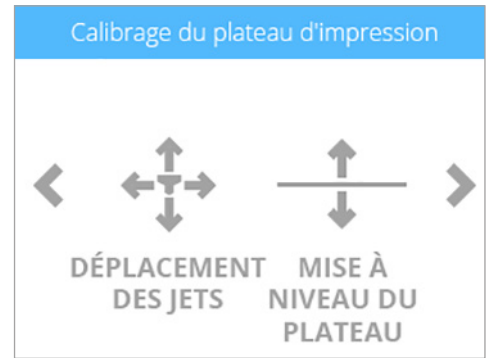 Calibrage du plateau d'impression
DÉPLACEMENT
DES JETS
MISE À
NIVEAU DU
PLATEAU